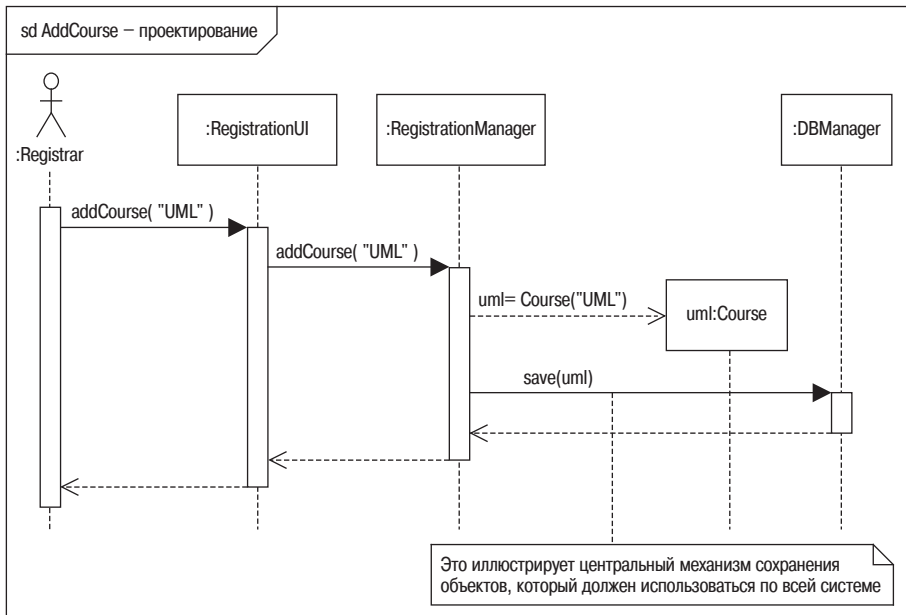 sd AddCourse – проектирование
:Registrar
:RegistrationUI
:RegistrationManager
:DBManager
addCourse( "UML" )
addCourse( "UML" )
uml= Course("UML")
uml:Course
save(uml)
Это иллюстрирует центральный механизм сохранения
объектов, который должен использоваться по всей системе